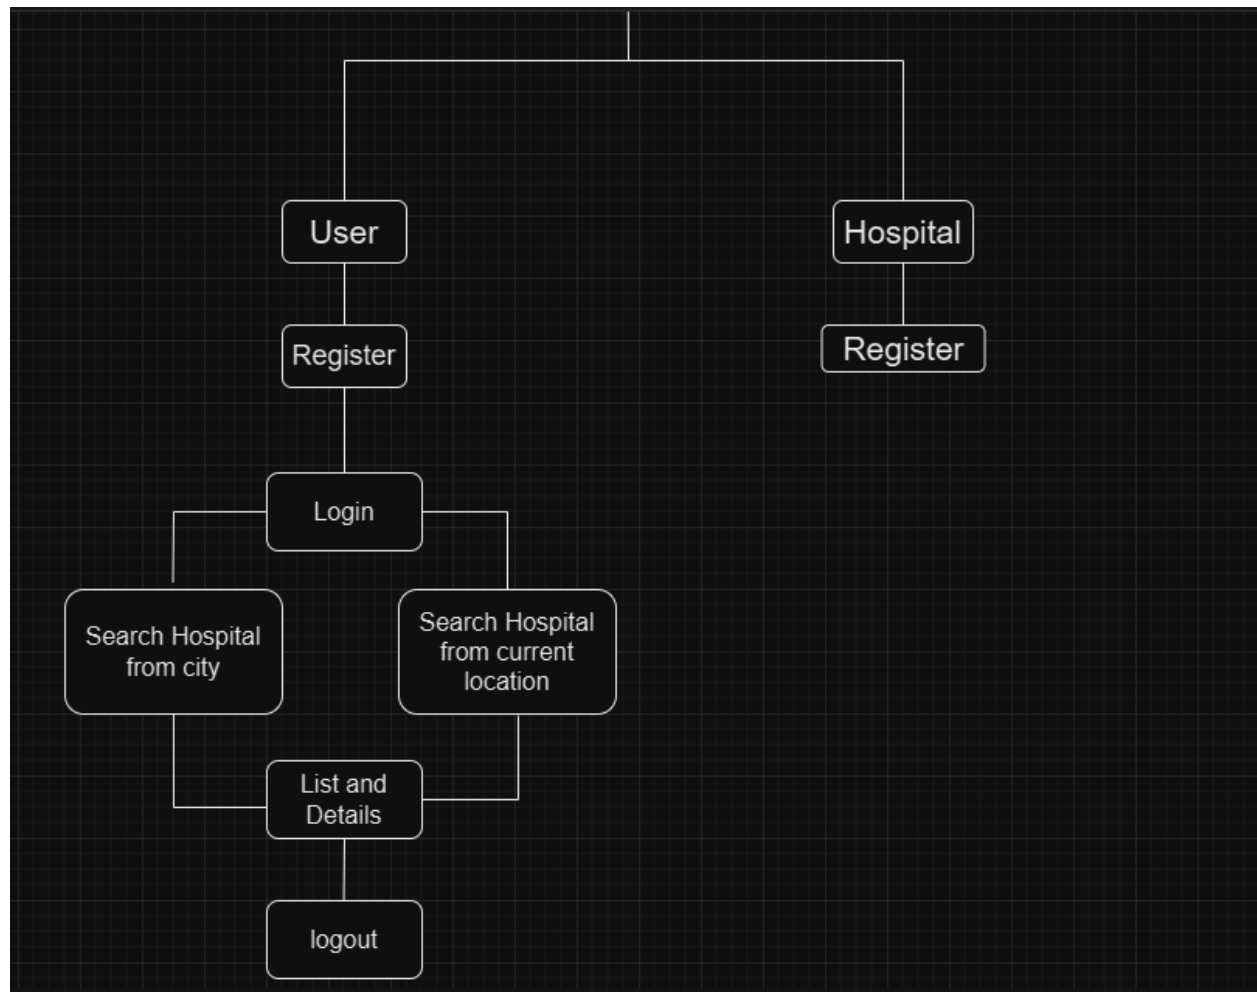 User
Hospital
Register
Register
Login
Search Hospital
from city
Search Hospital
from current
location
List and
Details
logout